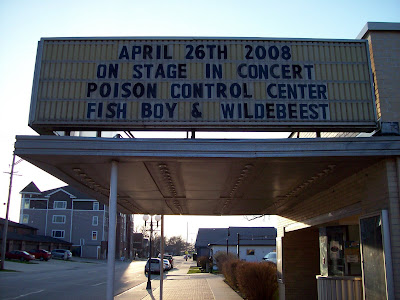 APRIL 26TH 2008
ON STAGE IN CONCERT
POISON CONTROL CENTER
FISH BOY & WILDEBEEST